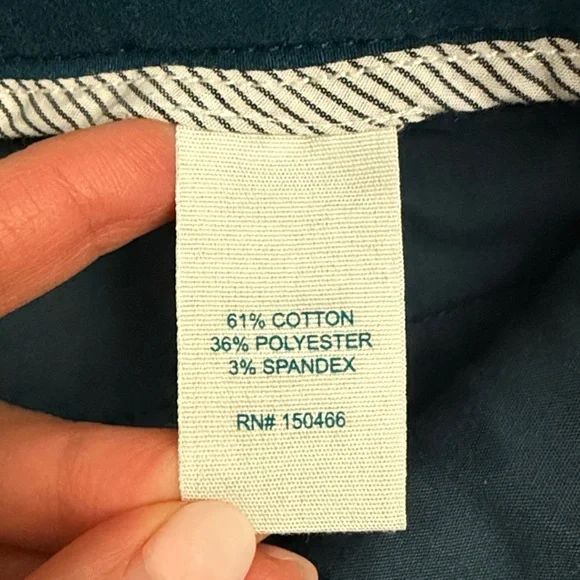 61% COTTON
36% POLYESTER
3% SPANDEX
RN# 150466